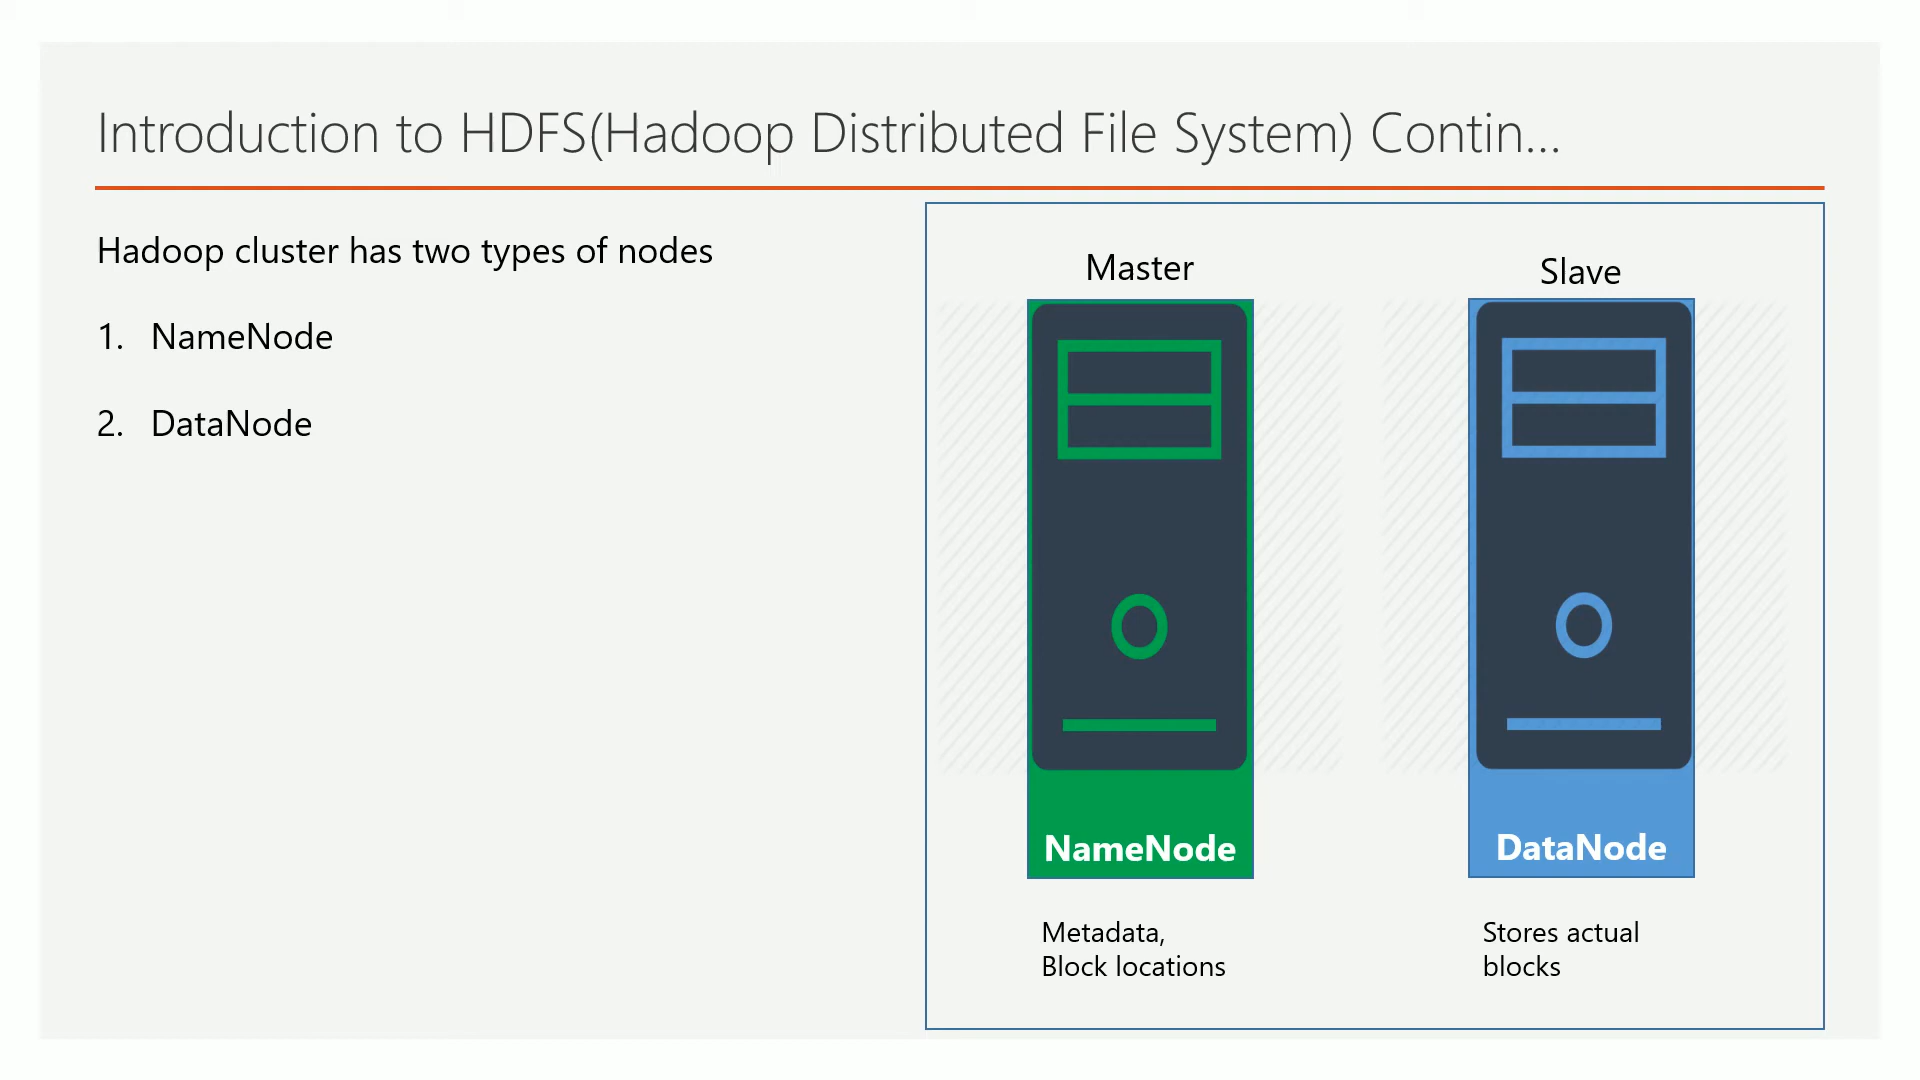 Introduction to HDFS(Hadoop Distributed File System) Contin...
Hadoop cluster has two types of nodes
1. NameNode
2. DataNode
Master
NameNode
Metadata,
Block locations
Slave
DataNode
Stores actual
blocks